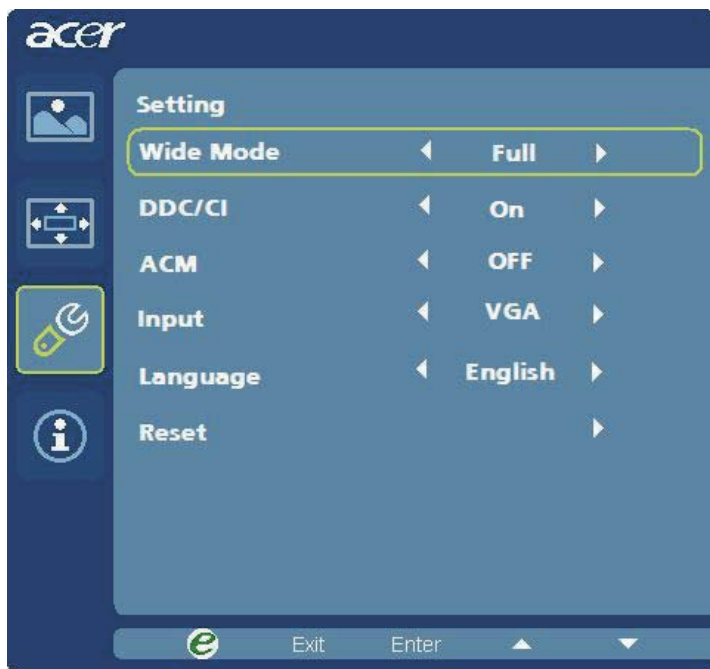 acer
Setting
Wide Mode Full
DDC/CI On
ACM OFF
Input VGA
Language English
Reset
e Exit Enter